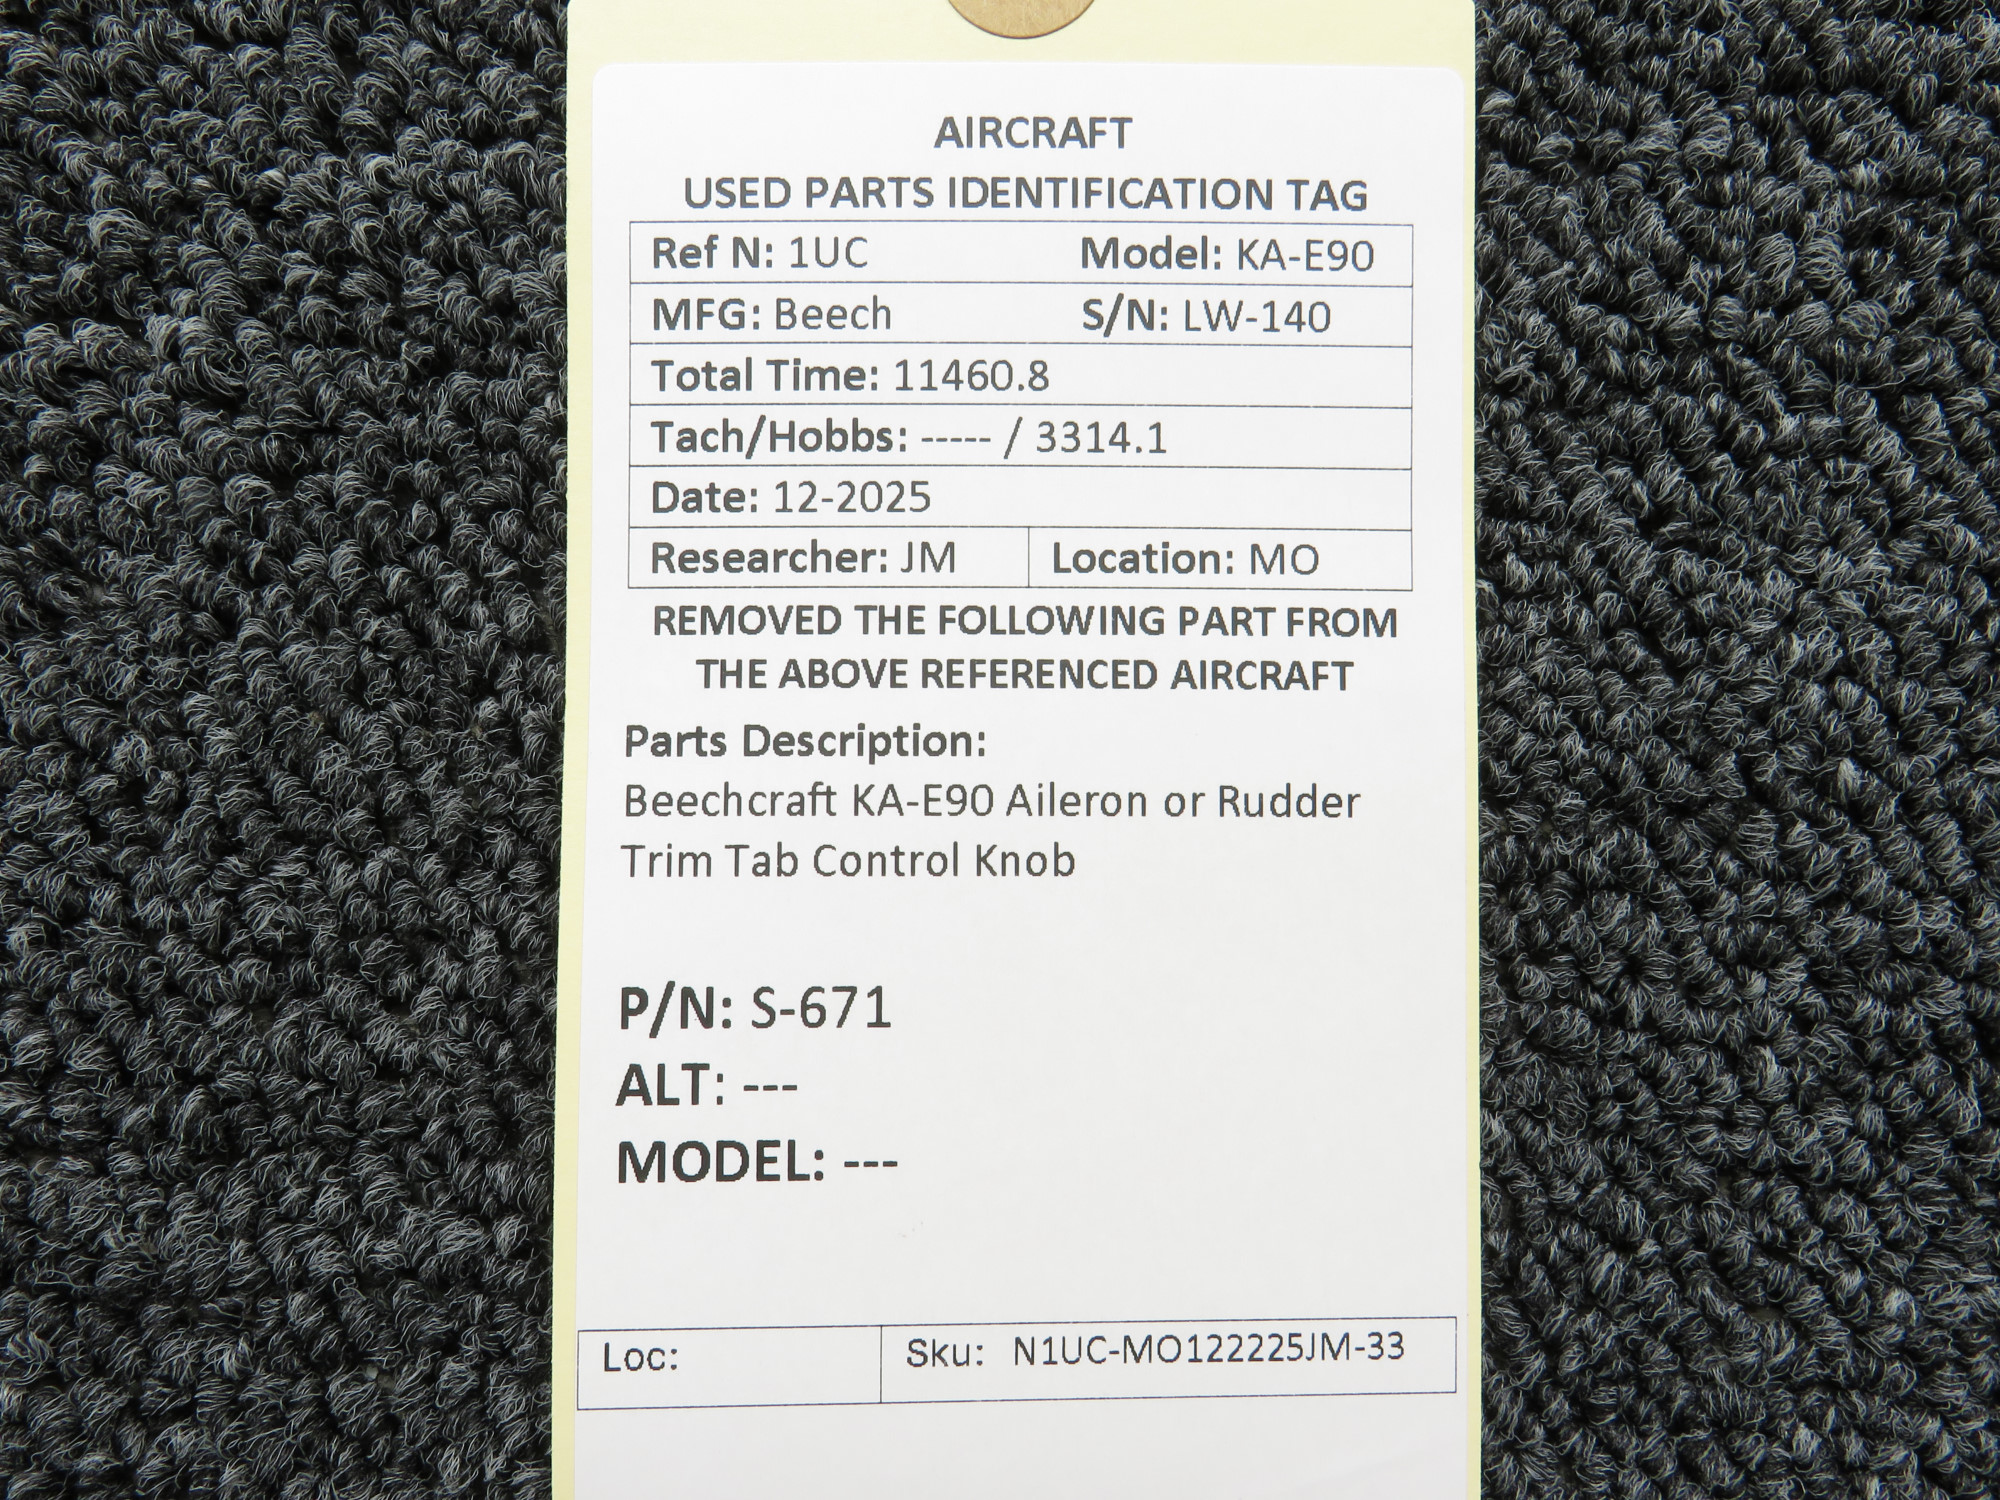 AIRCRAFT
USED PARTS IDENTIFICATION TAG
Ref N: 1UC Model: KA-E90
MFG: Beech S/N: LW-140
Total Time: 11460.8
Tach/Hobbs: ----- / 3314.1
Date: 12-2025
Researcher: JM Location: MO
REMOVED THE FOLLOWING PART FROM
THE ABOVE REFERENCED AIRCRAFT
Parts Description:
Beechcraft KA-E90 Aileron or Rudder
Trim Tab Control Knob
P/N: S-671
ALT: ---
MODEL: ---
Loc: Sku: N1UC-MO122225JM-33